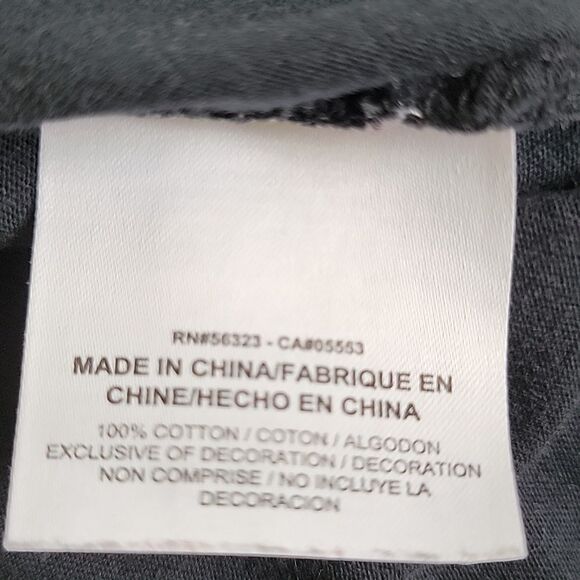 RN#56323 - CA#05553
MADE IN CHINA/FABRIQUE EN
CHINE/HECHO EN CHINA
100% COTTON / COTON / ALGODON
EXCLUSIVE OF DECORATION / DECORATION
NON COMPRISE / NO INCLUYE LA
DECORACION